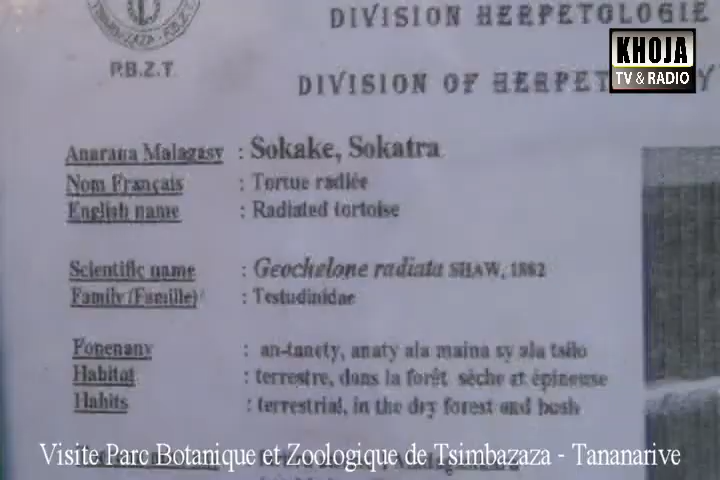 DIVISION HERPETOLOGIE
KHOJA
TV & RADIO
P.B.Z.T.
DIVISION OF HERPET Y
Anarana Malagasy : Sokake, Sokatra
Nom Français : Tortue radiée
English name : Radiated tortoise
Scientific name : Geochelone radiata SHAW, 1862
Family (Famille) : Testudinidae
Fonenany : an-tanety, anaty ala maina sy ala tsilo
Habitat : terrestre, dans la forêt sèche et épineuse
Habits : terrestrial, in the dry forest and bush
Visite Parc Botanique et Zoologique de Tsimbazaza - Tananarive